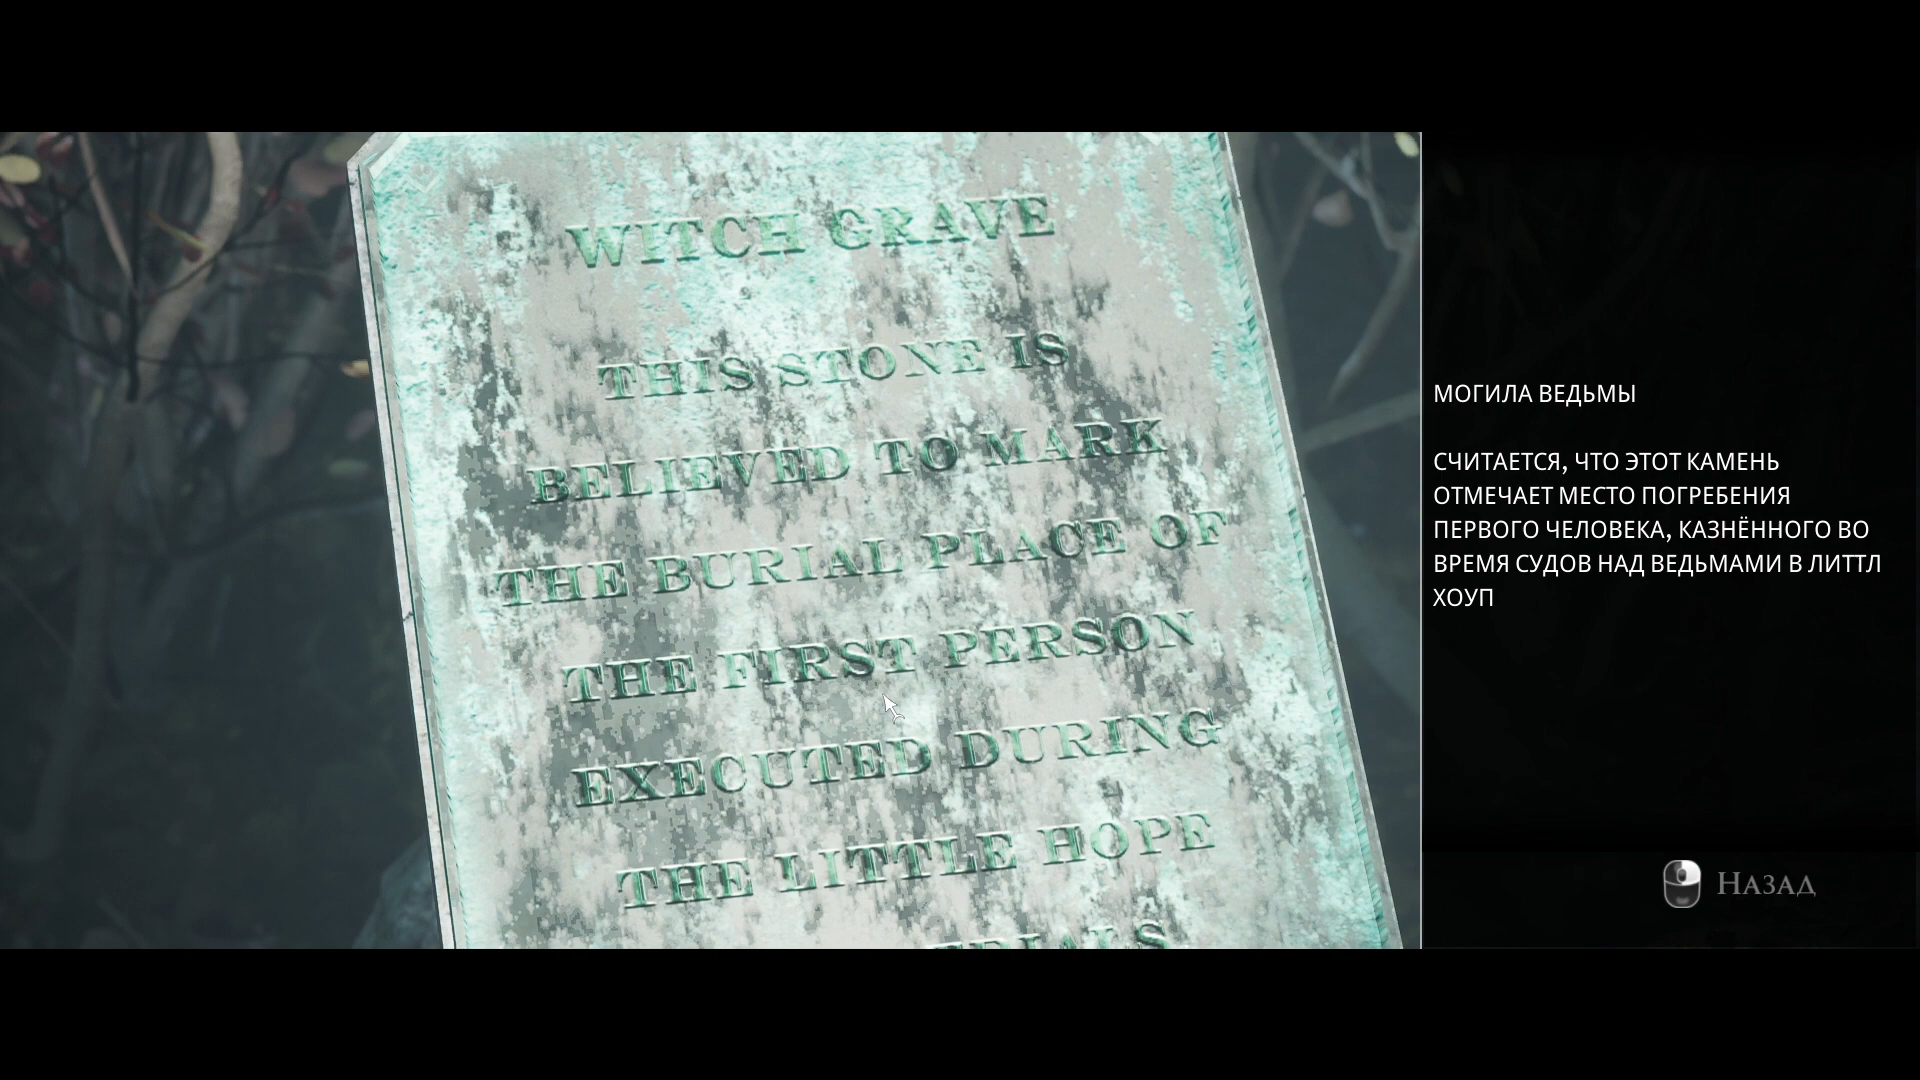 WITCH GRAVE
THIS STONE IS
BELIEVED TO MARK
THE BURIAL PLACE OF
THE FIRST PERSON
EXECUTED DURING
THE LITTLE HOPE
TRIALS
МОГИЛА ВЕДЬМЫ
СЧИТАЕТСЯ, ЧТО ЭТОТ КАМЕНЬ
ОТМЕЧАЕТ МЕСТО ПОГРЕБЕНИЯ
ПЕРВОГО ЧЕЛОВЕКА, КАЗНЁННОГО ВО
ВРЕМЯ СУДОВ НАД ВЕДЬМАМИ В ЛИТТЛ
ХОУП
НАЗАД